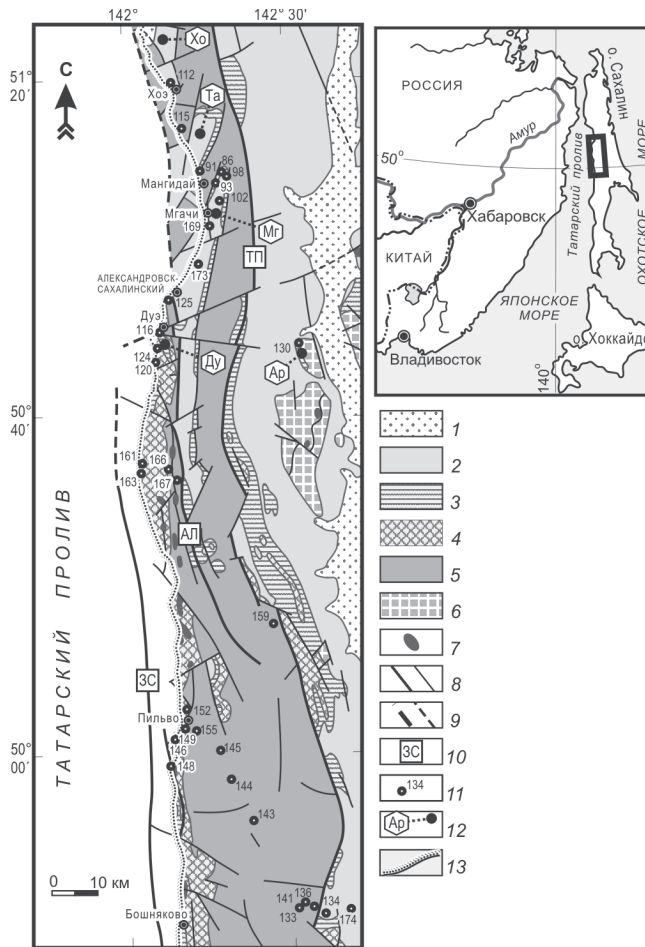 142°
142° 30'
51°
20'
С
Хо
112
Хоэ
Та
115
91
86
98
Мангидай
93
102
Мгачи
169
Мг
ТП
173
АЛЕКСАНДРОВСК-
САХАЛИНСКИЙ
125
Дуэ
116
124
120
Ду
130
Ар
50°
40'
161
166
163
167
АЛ
ТАТАРСКИЙ ПРОЛИВ
159
ЗС
152
Пильво
155
149
146
145
148
50°
00'
144
143
0 10 км
136
141
134
133
174
Бошняково
РОССИЯ
о. Сахалин
50°
Амур
Татарский пролив
МОРЕ
Хабаровск
КИТАЙ
ОХОТСКОЕ
ЯПОНСКОЕ
МОРЕ
о. Хоккайдо
Владивосток
140°
1
2
3
4
5
6
7
8
9
ЗС 10
134 11
Ар 12
13